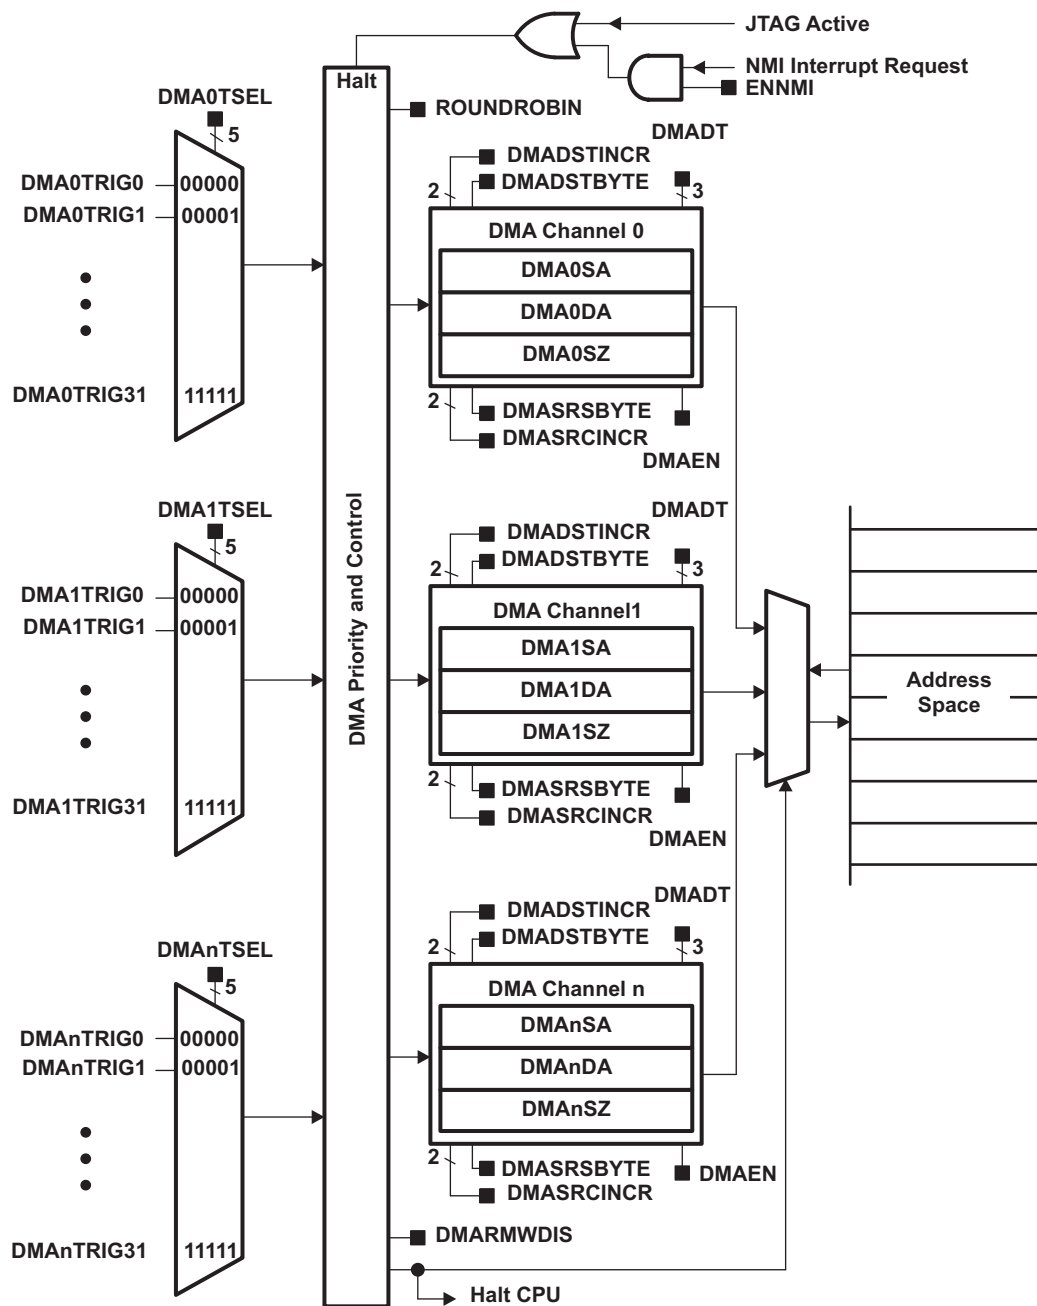 JTAG Active
NMI Interrupt Request
ENNMI
Halt
ROUNDROBIN
DMA0TSEL
5
DMA0TRIG0 00000
DMA0TRIG1 00001
DMA0TRIG31 11111
DMADT
DMADSTINCR
DMADSTBYTE
2
3
DMA Channel 0
DMA0SA
DMA0DA
DMA0SZ
2
DMASRSBYTE
DMASRCINCR
DMAEN
DMA Priority and Control
DMA1TSEL
5
DMA1TRIG0 00000
DMA1TRIG1 00001
DMA1TRIG31 11111
DMADT
DMADSTINCR
DMADSTBYTE
2
3
DMA Channel1
DMA1SA
DMA1DA
DMA1SZ
2
DMASRSBYTE
DMASRCINCR
DMAEN
Address
Space
DMAnTSEL
5
DMAnTRIG0 00000
DMAnTRIG1 00001
DMAnTRIG31 11111
DMADT
DMADSTINCR
DMADSTBYTE
2
3
DMA Channel n
DMAnSA
DMAnDA
DMAnSZ
2
DMASRSBYTE
DMASRCINCR
DMAEN
DMARMWDIS
Halt CPU